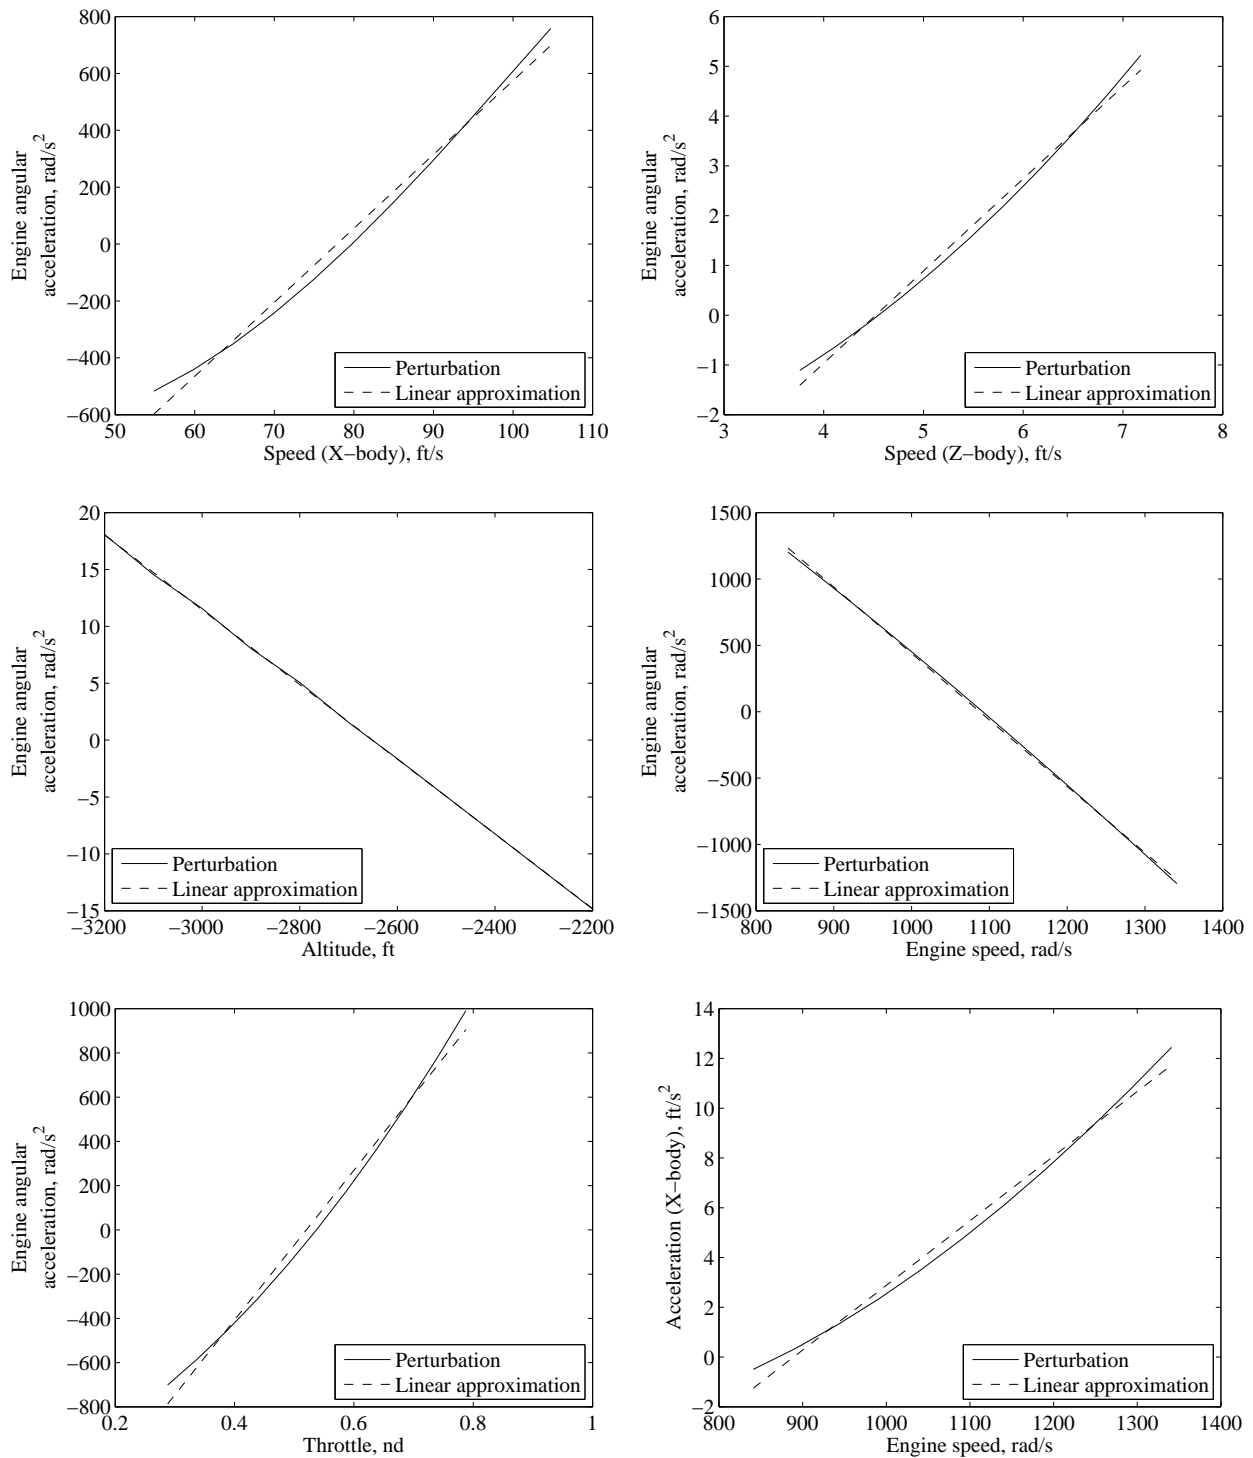 800
600
400
200
0
−200
−400
−600
50 60 70 80 90 100 110
Speed (X−body), ft/s
Engine angular
acceleration, rad/s²
Perturbation
Linear approximation
6
5
4
3
2
1
0
−1
−2
3 4 5 6 7 8
Speed (Z−body), ft/s
Engine angular
acceleration, rad/s²
Perturbation
Linear approximation
20
15
10
5
0
−5
−10
−15
−3200 −3000 −2800 −2600 −2400 −2200
Altitude, ft
Engine angular
acceleration, rad/s²
Perturbation
Linear approximation
1500
1000
500
0
−500
−1000
−1500
800 900 1000 1100 1200 1300 1400
Engine speed, rad/s
Engine angular
acceleration, rad/s²
Perturbation
Linear approximation
1000
800
600
400
200
0
−200
−400
−600
−800
0.2 0.4 0.6 0.8 1
Throttle, nd
Engine angular
acceleration, rad/s²
Perturbation
Linear approximation
14
12
10
8
6
4
2
0
−2
800 900 1000 1100 1200 1300 1400
Engine speed, rad/s
Acceleration (X−body), ft/s²
Perturbation
Linear approximation